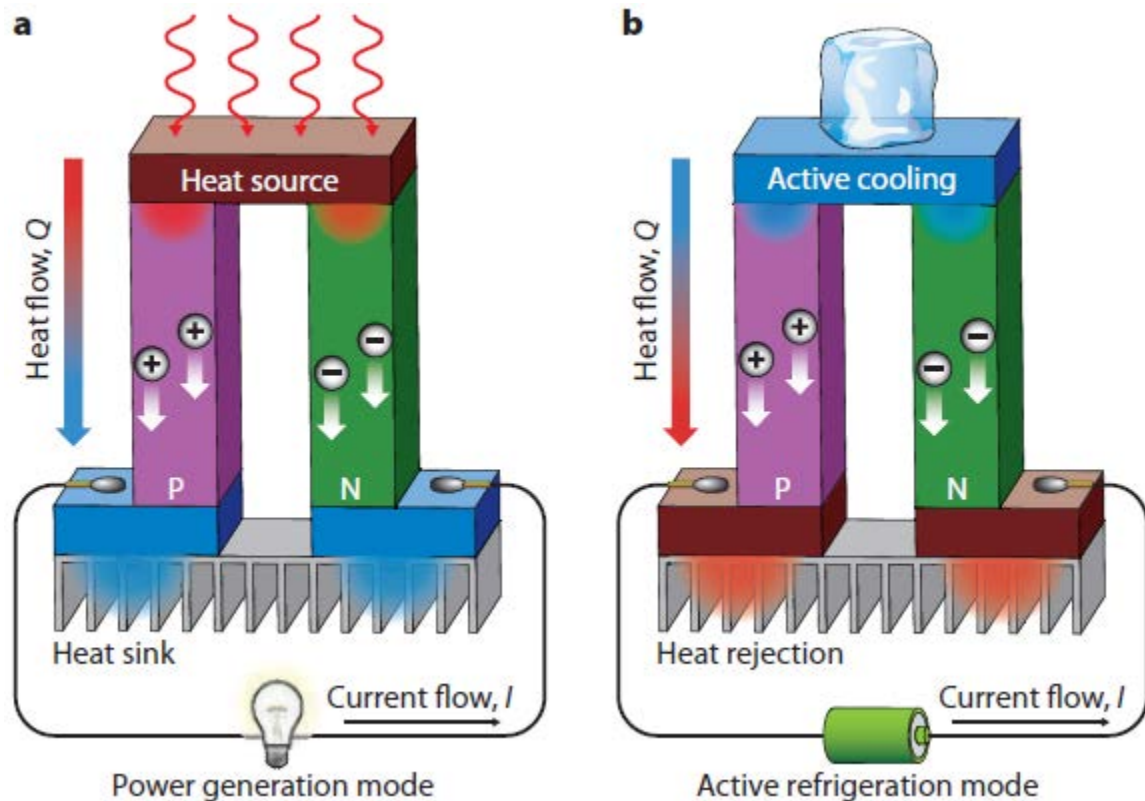 a
Heat source
Heat flow, Q
+
+
−
−
P
N
Heat sink
Current flow, I
Power generation mode
b
Active cooling
Heat flow, Q
+
+
−
−
P
N
Heat rejection
Current flow, I
Active refrigeration mode